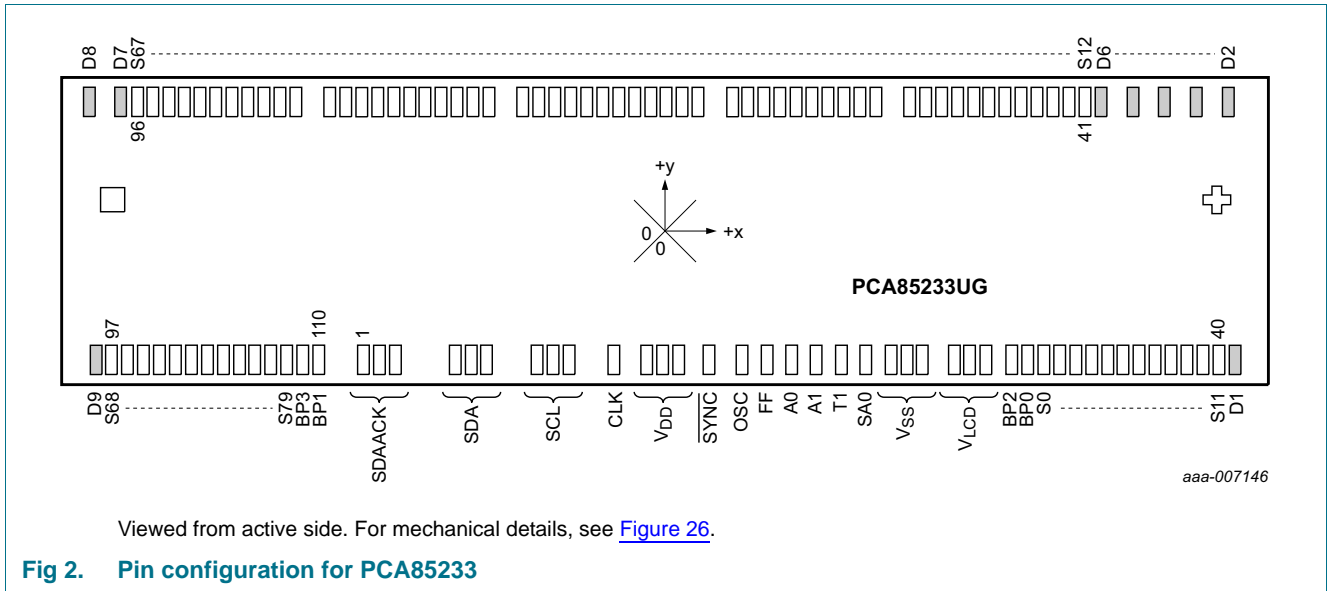 D8 D7 S67 S12 D6 D2
96 41
+y
0 +x
0
PCA85233UG
97 110 1 40
D9 S68 S79 BP3 BP1 SDAACK SDA SCL CLK VDD SYNC OSC FF A0 A1 T1 SA0 VSS VLCD BP2 BP0 S0 S11 D1
aaa-007146
Viewed from active side. For mechanical details, see Figure 26.
Fig 2. Pin configuration for PCA85233